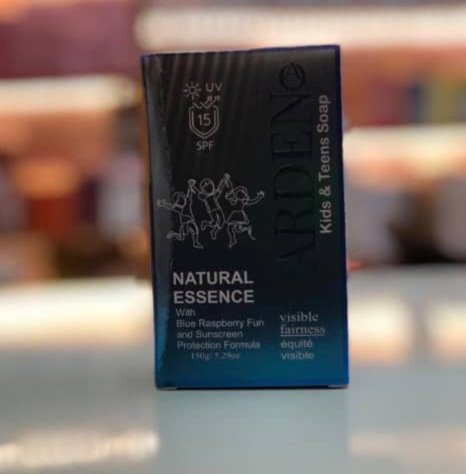 UV
15
SPF
ARDEN
Kids & Teens Soap
NATURAL
ESSENCE
With
Blue Raspberry Fun
and Sunscreen
Protection Formula
150g/ 5.29oz
visible
fairness
équité
visible